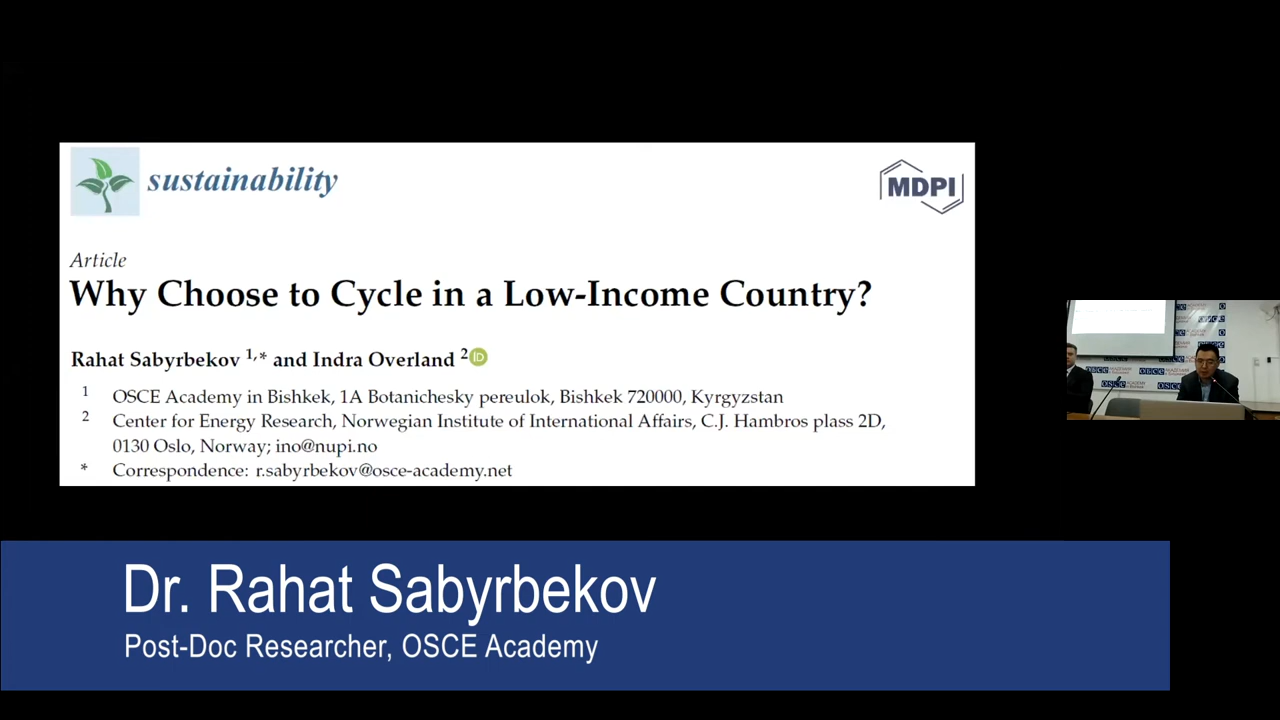 sustainability
MDPI
Article
Why Choose to Cycle in a Low-Income Country?
Rahat Sabyrbekov 1,* and Indra Overland 2 iD
1 OSCE Academy in Bishkek, 1A Botanichesky pereulok, Bishkek 720000, Kyrgyzstan
2 Center for Energy Research, Norwegian Institute of International Affairs, C.J. Hambros plass 2D,
0130 Oslo, Norway; ino@nupi.no
* Correspondence: r.sabyrbekov@osce-academy.net
Dr. Rahat Sabyrbekov
Post-Doc Researcher, OSCE Academy